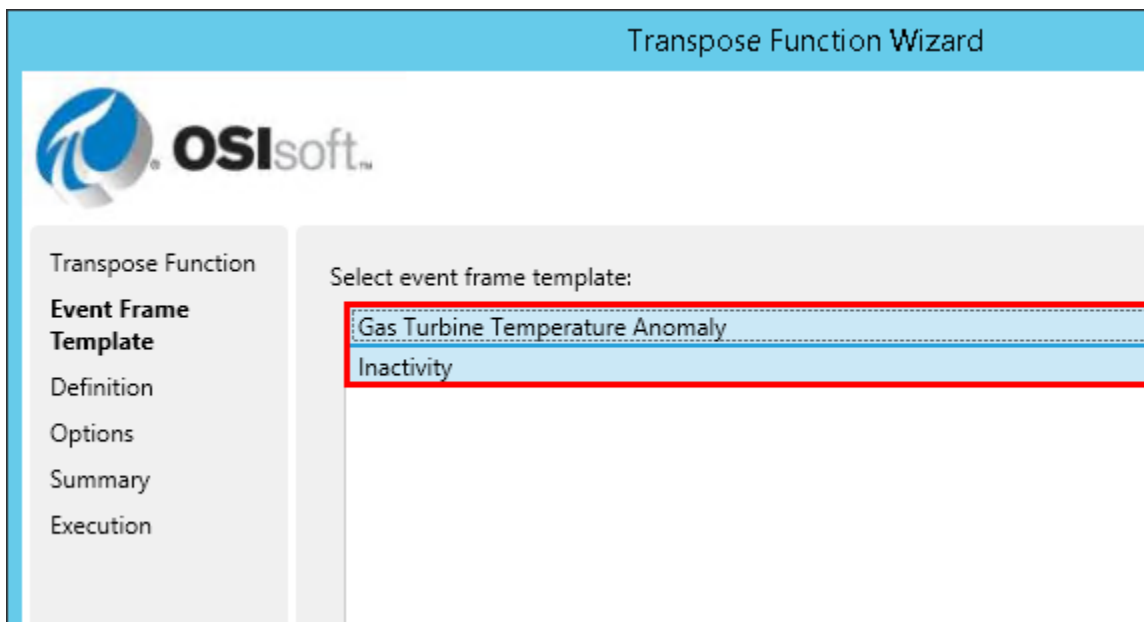 Transpose Function Wizard
OSIsoft.™
Transpose Function
Select event frame template:
Event Frame
Template
Gas Turbine Temperature Anomaly
Inactivity
Definition
Options
Summary
Execution